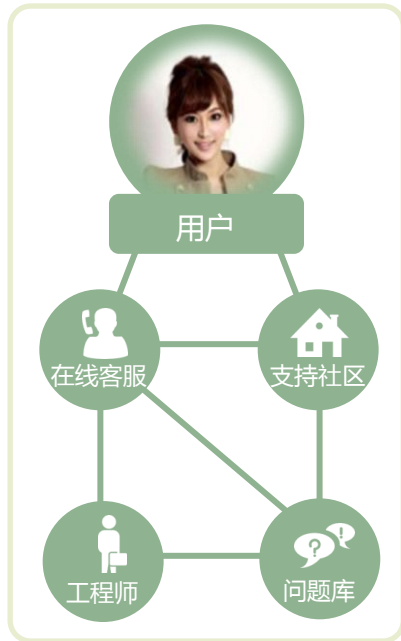 用户
在线客服
支持社区
工程师
问题库